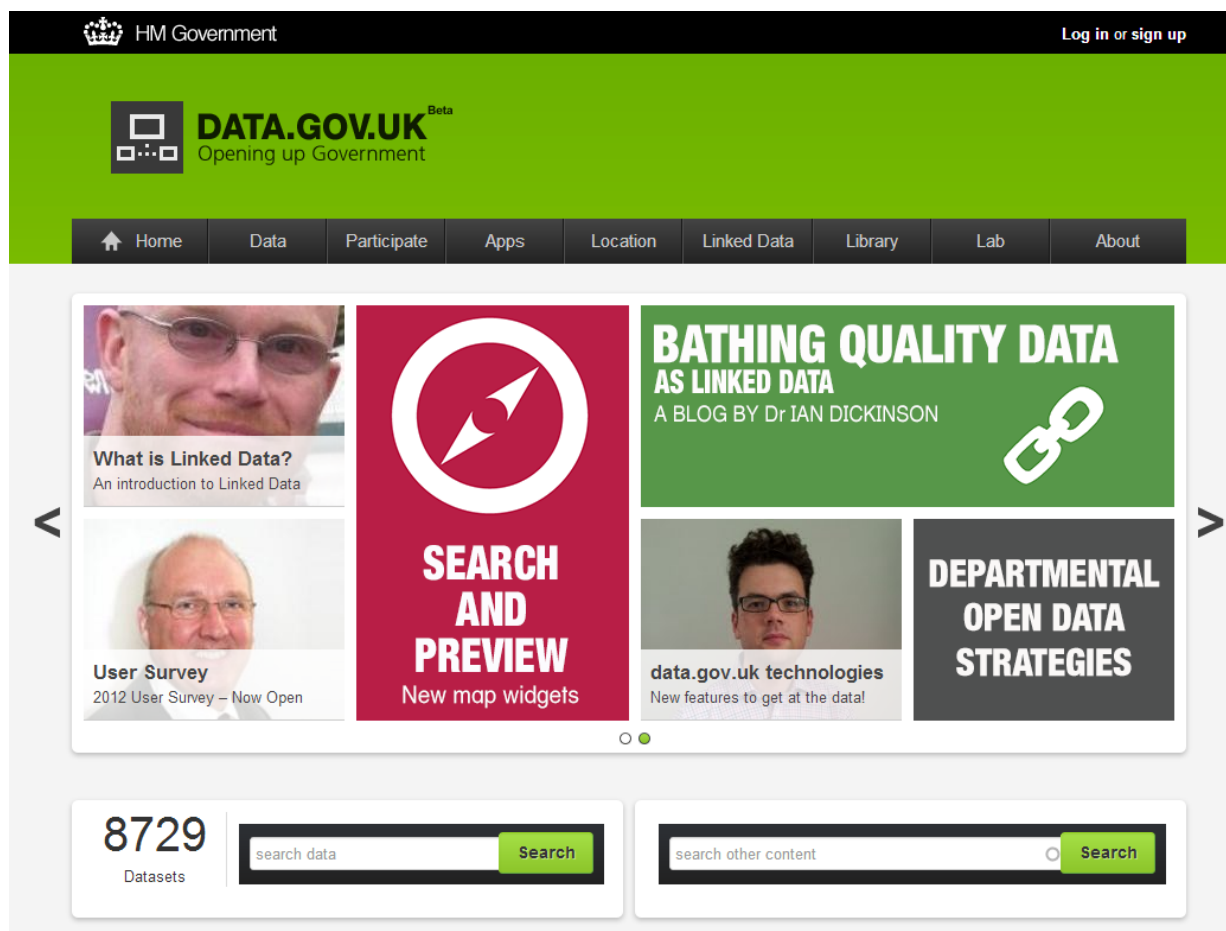 HM Government
Log in or sign up
DATA.GOV.UK Beta
Opening up Government
Home
Data
Participate
Apps
Location
Linked Data
Library
Lab
About
What is Linked Data?
An introduction to Linked Data
User Survey
2012 User Survey – Now Open
SEARCH
AND
PREVIEW
New map widgets
BATHING QUALITY DATA
AS LINKED DATA
A BLOG BY Dr IAN DICKINSON
data.gov.uk technologies
New features to get at the data!
DEPARTMENTAL
OPEN DATA
STRATEGIES
<
>
8729
Datasets
search data
Search
search other content
Search